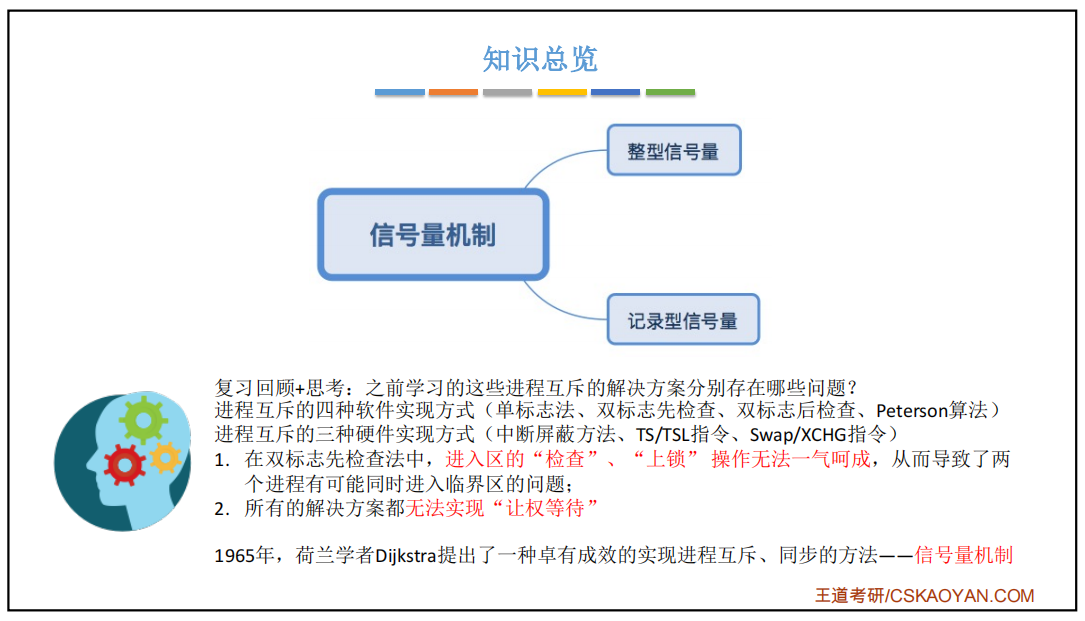 知识总览
整型信号量
信号量机制
记录型信号量
复习回顾+思考：之前学习的这些进程互斥的解决方案分别存在哪些问题？
进程互斥的四种软件实现方式（单标志法、双标志先检查、双标志后检查、Peterson算法）
进程互斥的三种硬件实现方式（中断屏蔽方法、TS/TSL指令、Swap/XCHG指令）
1. 在双标志先检查法中，进入区的“检查”、“上锁” 操作无法一气呵成，从而导致了两
个进程有可能同时进入临界区的问题；
2. 所有的解决方案都无法实现“让权等待”
1965年，荷兰学者Dijkstra提出了一种卓有成效的实现进程互斥、同步的方法——信号量机制
王道考研/CSKAOYAN.COM